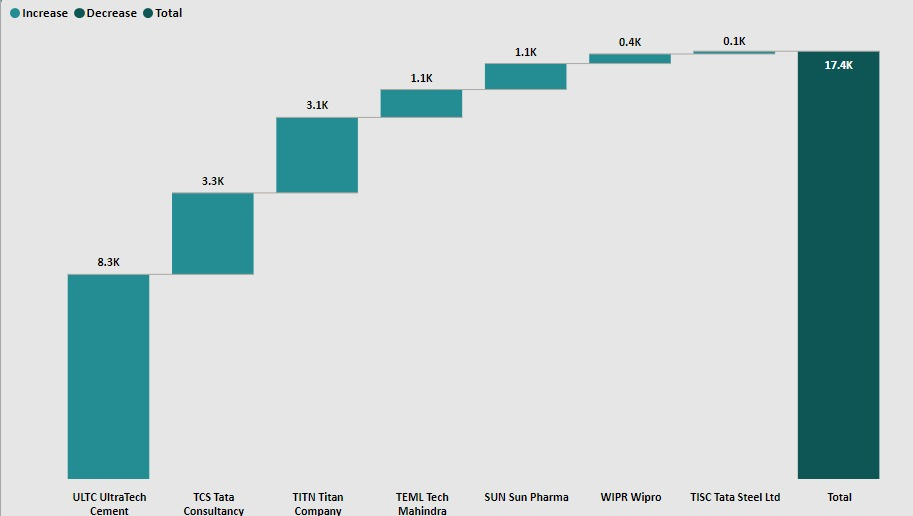 Increase Decrease Total
8.3K
3.3K
3.1K
1.1K
1.1K
0.4K
0.1K
17.4K
ULTC UltraTech
Cement
TCS Tata
Consultancy
TITN Titan
Company
TEML Tech
Mahindra
SUN Sun Pharma
WIPR Wipro
TISC Tata Steel Ltd
Total